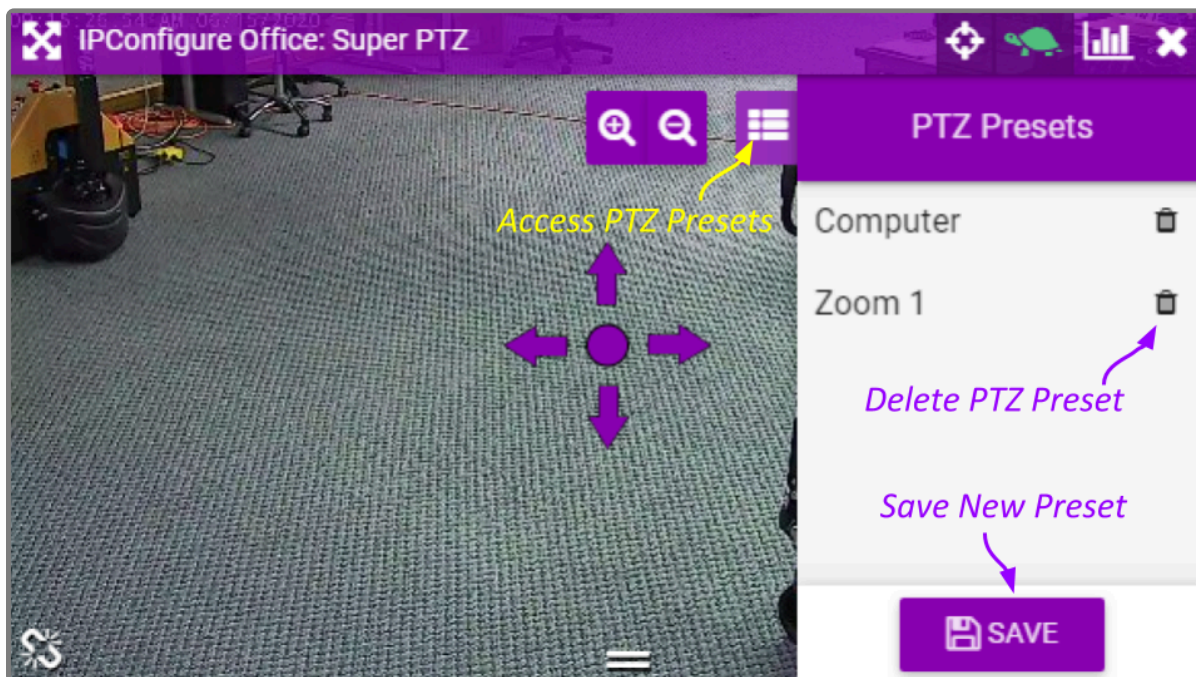 IPConfigure Office: Super PTZ
PTZ Presets
Access PTZ Presets
Computer
Zoom 1
Delete PTZ Preset
Save New Preset
SAVE